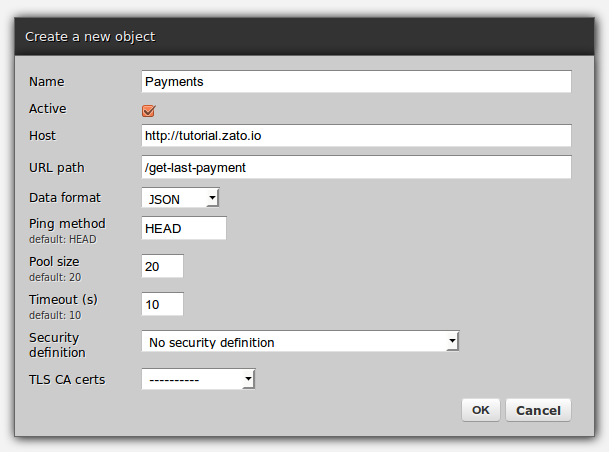 Create a new object
Name Payments
Active
Host http://tutorial.zato.io
URL path /get-last-payment
Data format JSON
Ping method HEAD
default: HEAD
Pool size 20
default: 20
Timeout (s) 10
default: 10
Security
definition No security definition
TLS CA certs ----------
OK Cancel